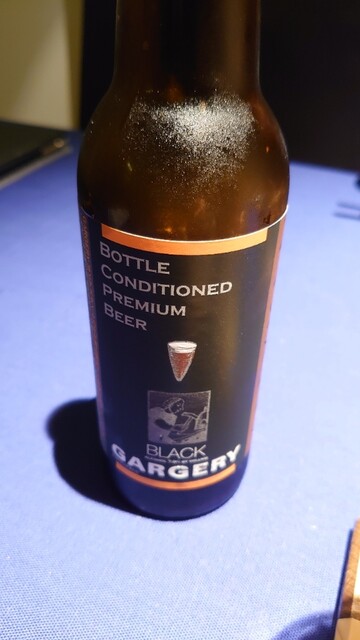 BOTTLE
CONDITIONED
PREMIUM
BEER
BLACK
GARGERY